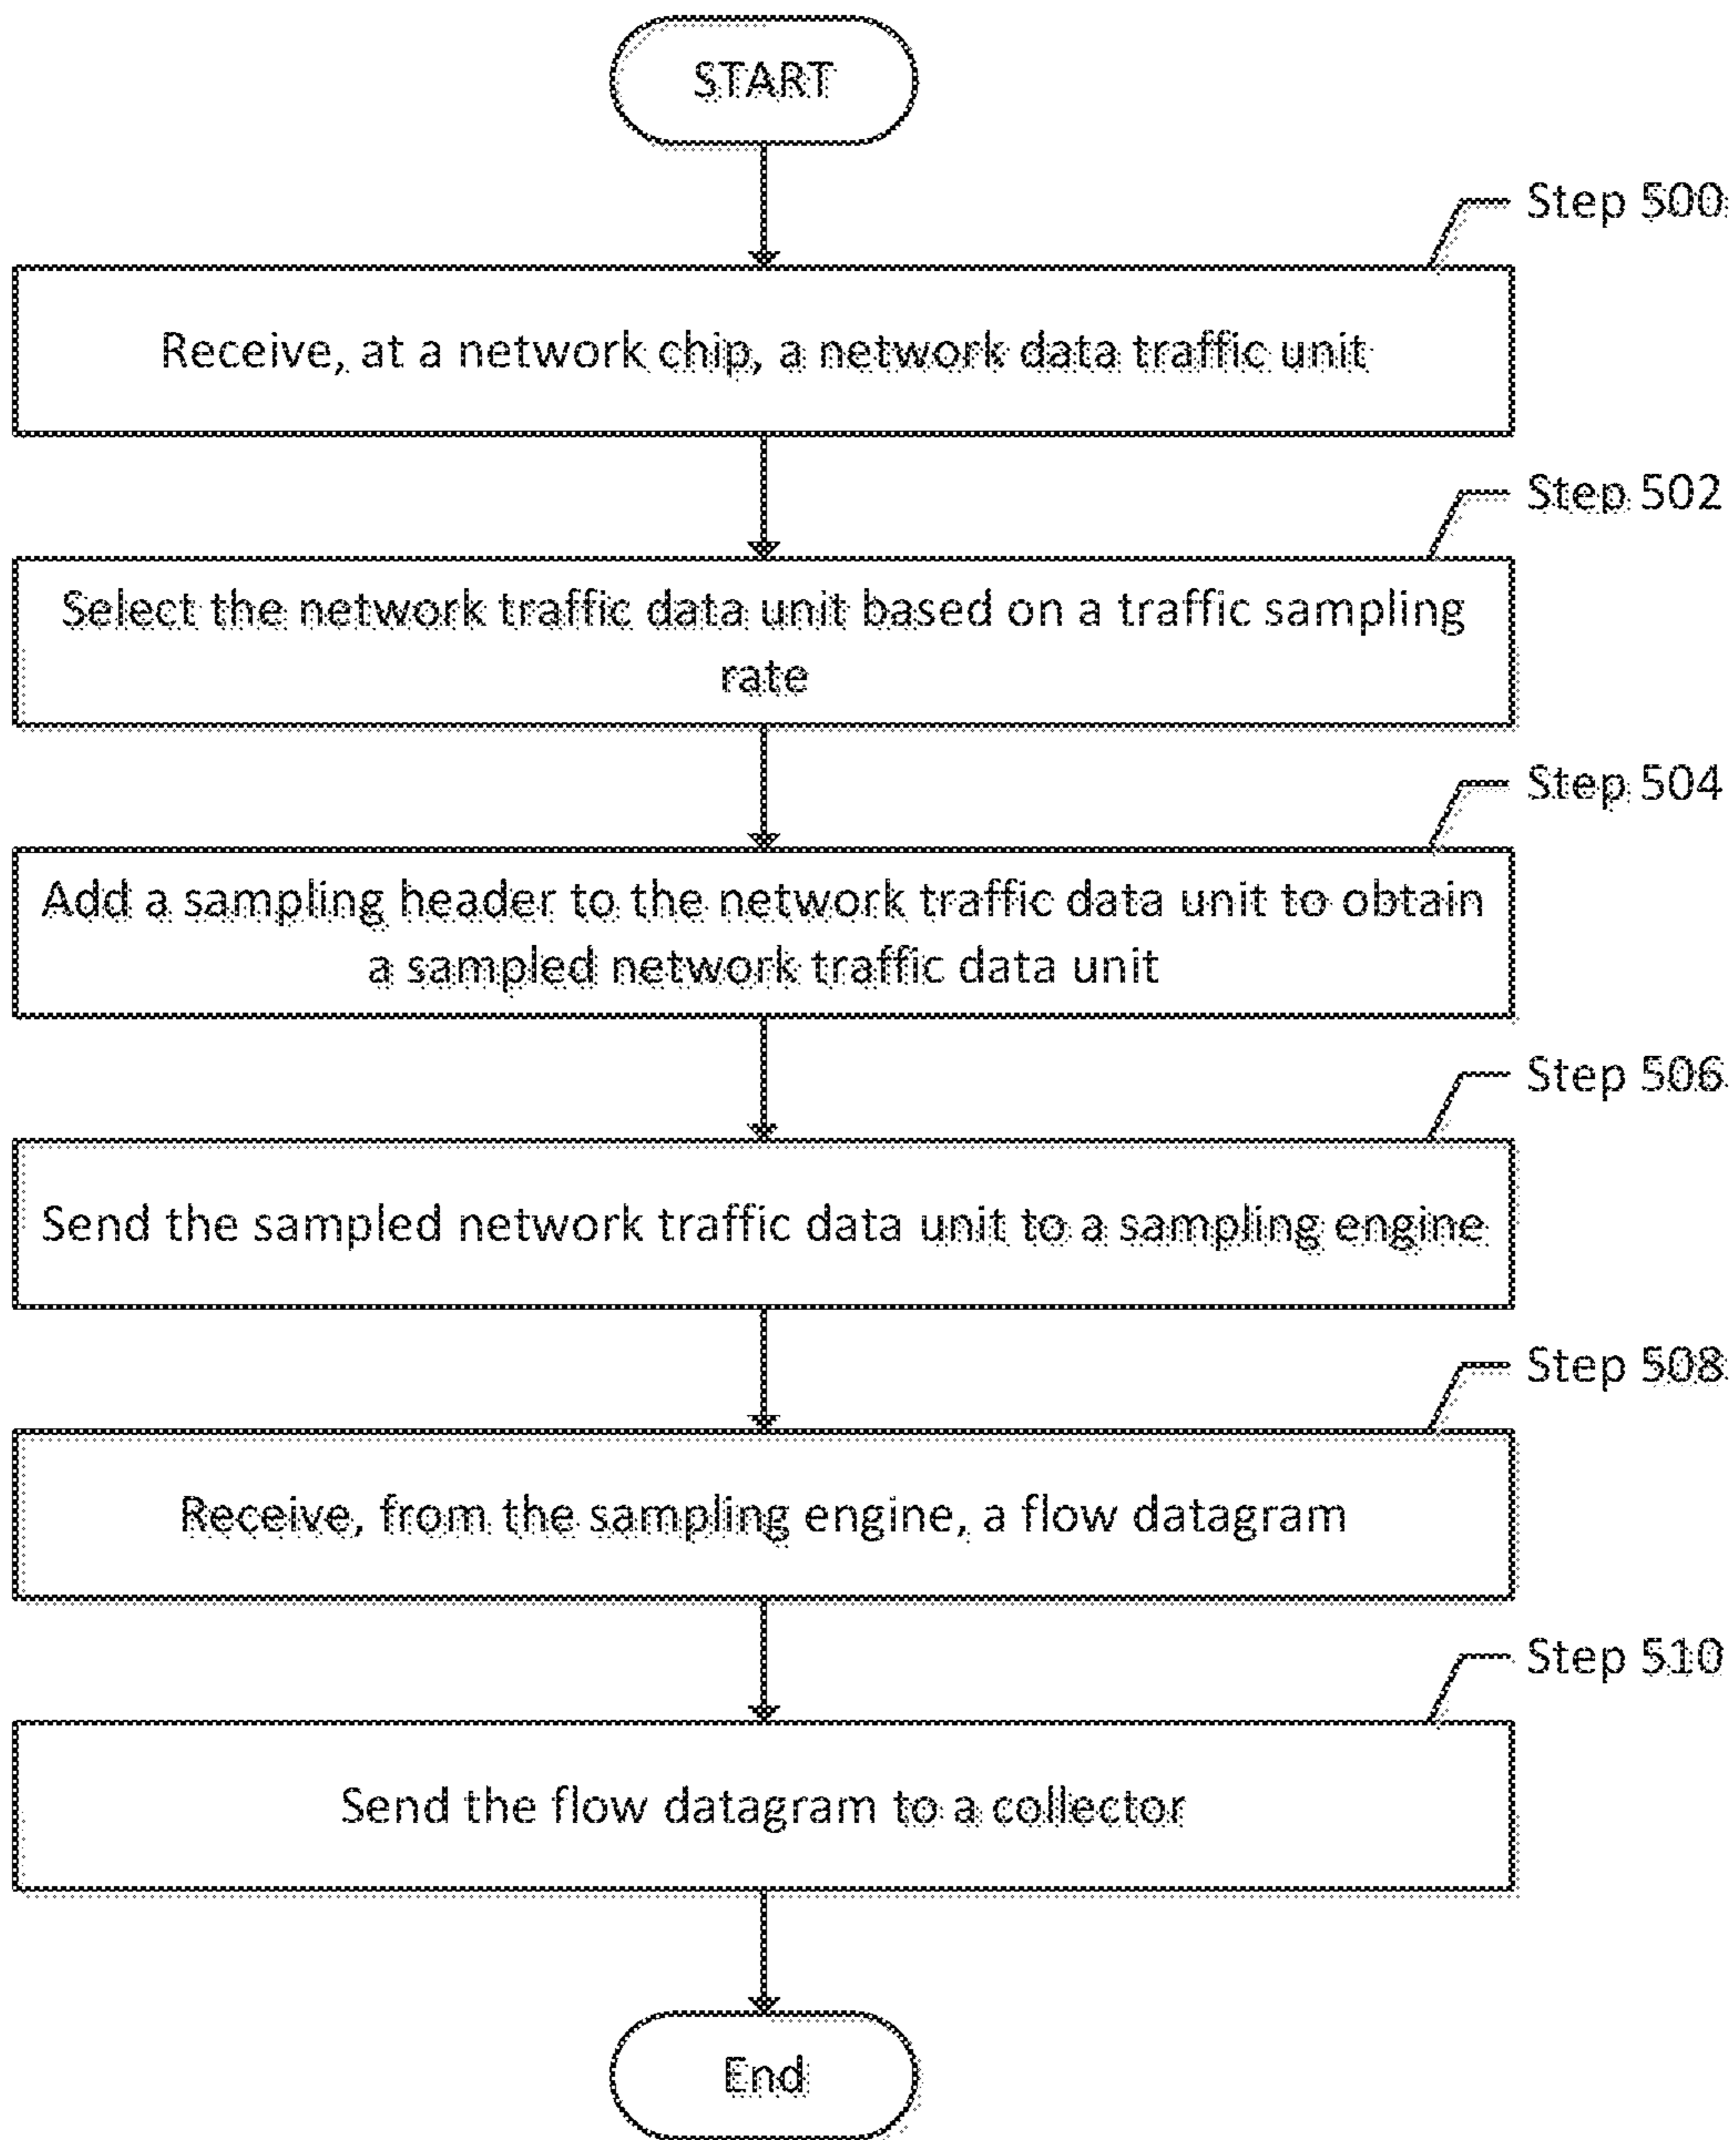 START
Step 500
Receive, at a network chip, a network data traffic unit
Step 502
Select the network traffic data unit based on a traffic sampling
rate
Step 504
Add a sampling header to the network traffic data unit to obtain
a sampled network traffic data unit
Step 506
Send the sampled network traffic data unit to a sampling engine
Step 508
Receive, from the sampling engine, a flow datagram
Step 510
Send the flow datagram to a collector
End